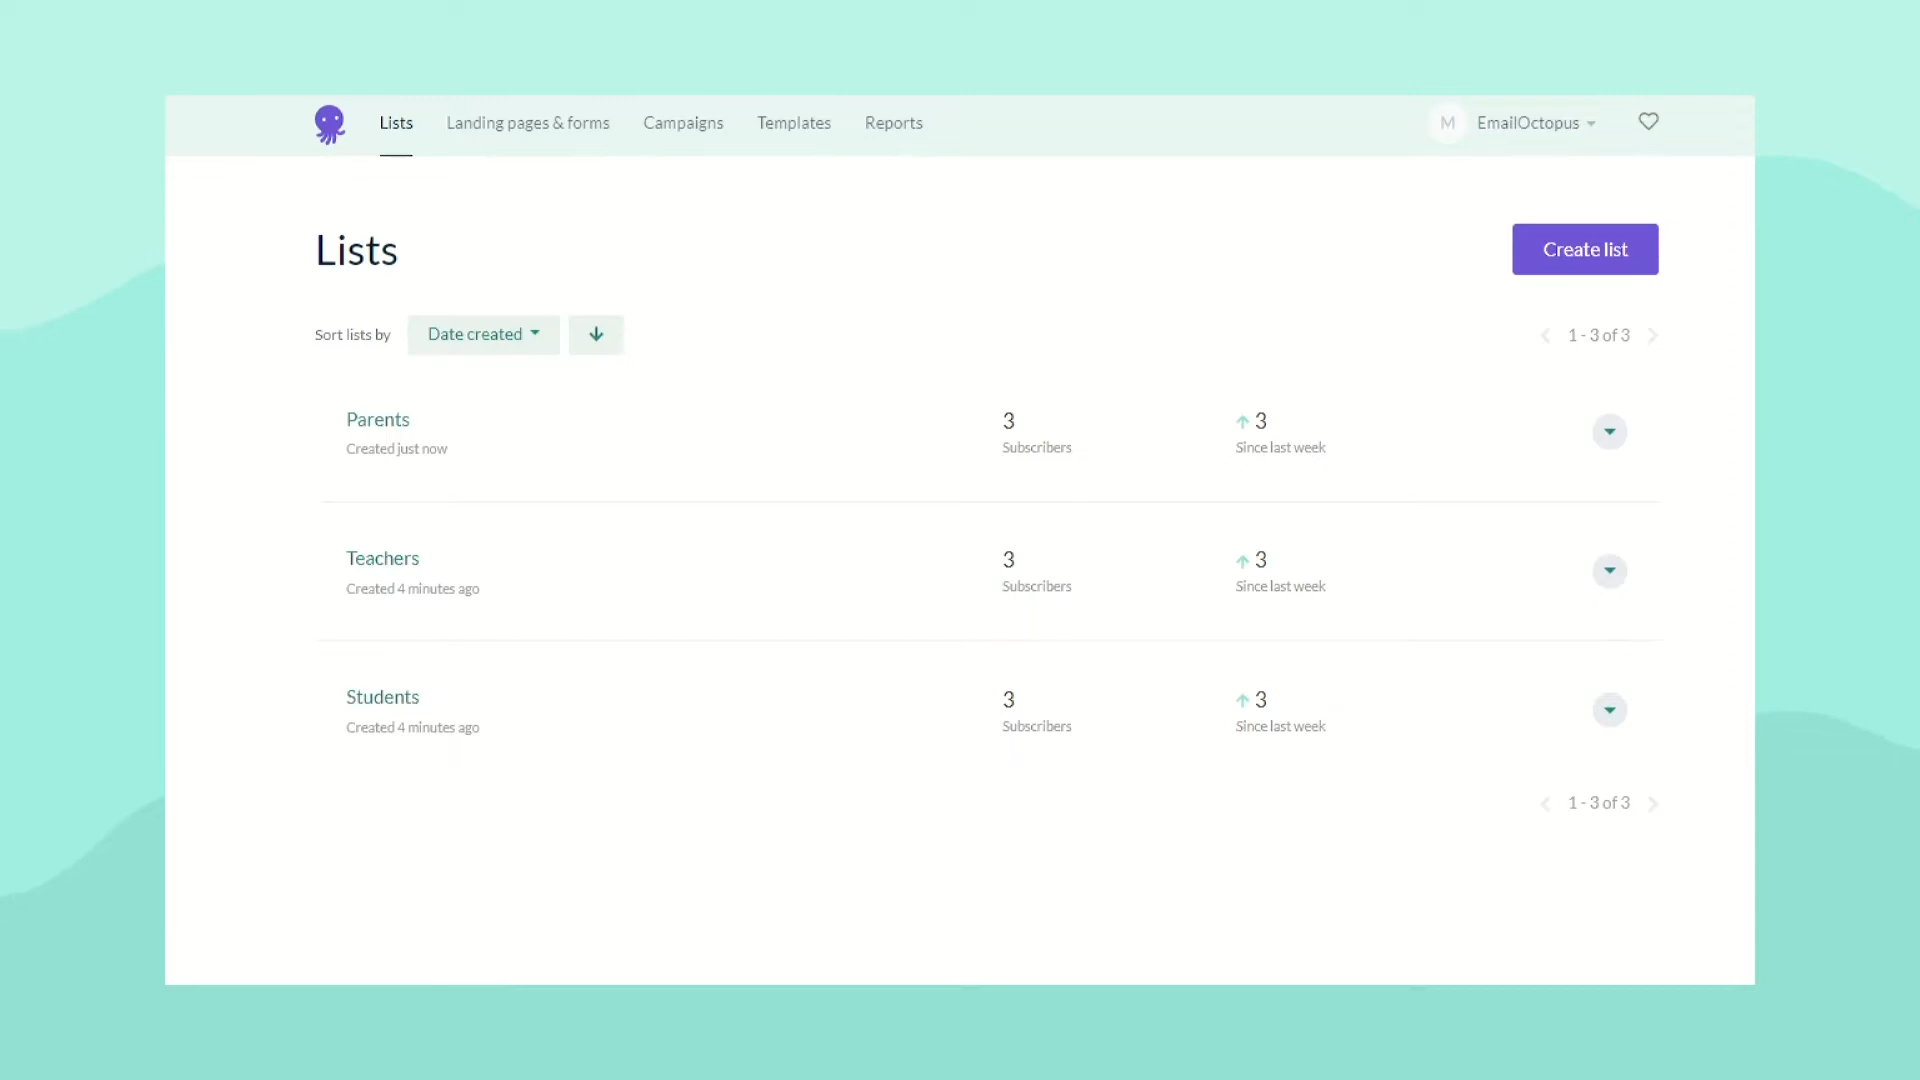 Lists Landing pages & forms Campaigns Templates Reports M EmailOctopus
Lists
Create list
Sort lists by Date created 1 - 3 of 3
Parents 3 3
Created just now Subscribers Since last week
Teachers 3 3
Created 4 minutes ago Subscribers Since last week
Students 3 3
Created 4 minutes ago Subscribers Since last week
1 - 3 of 3